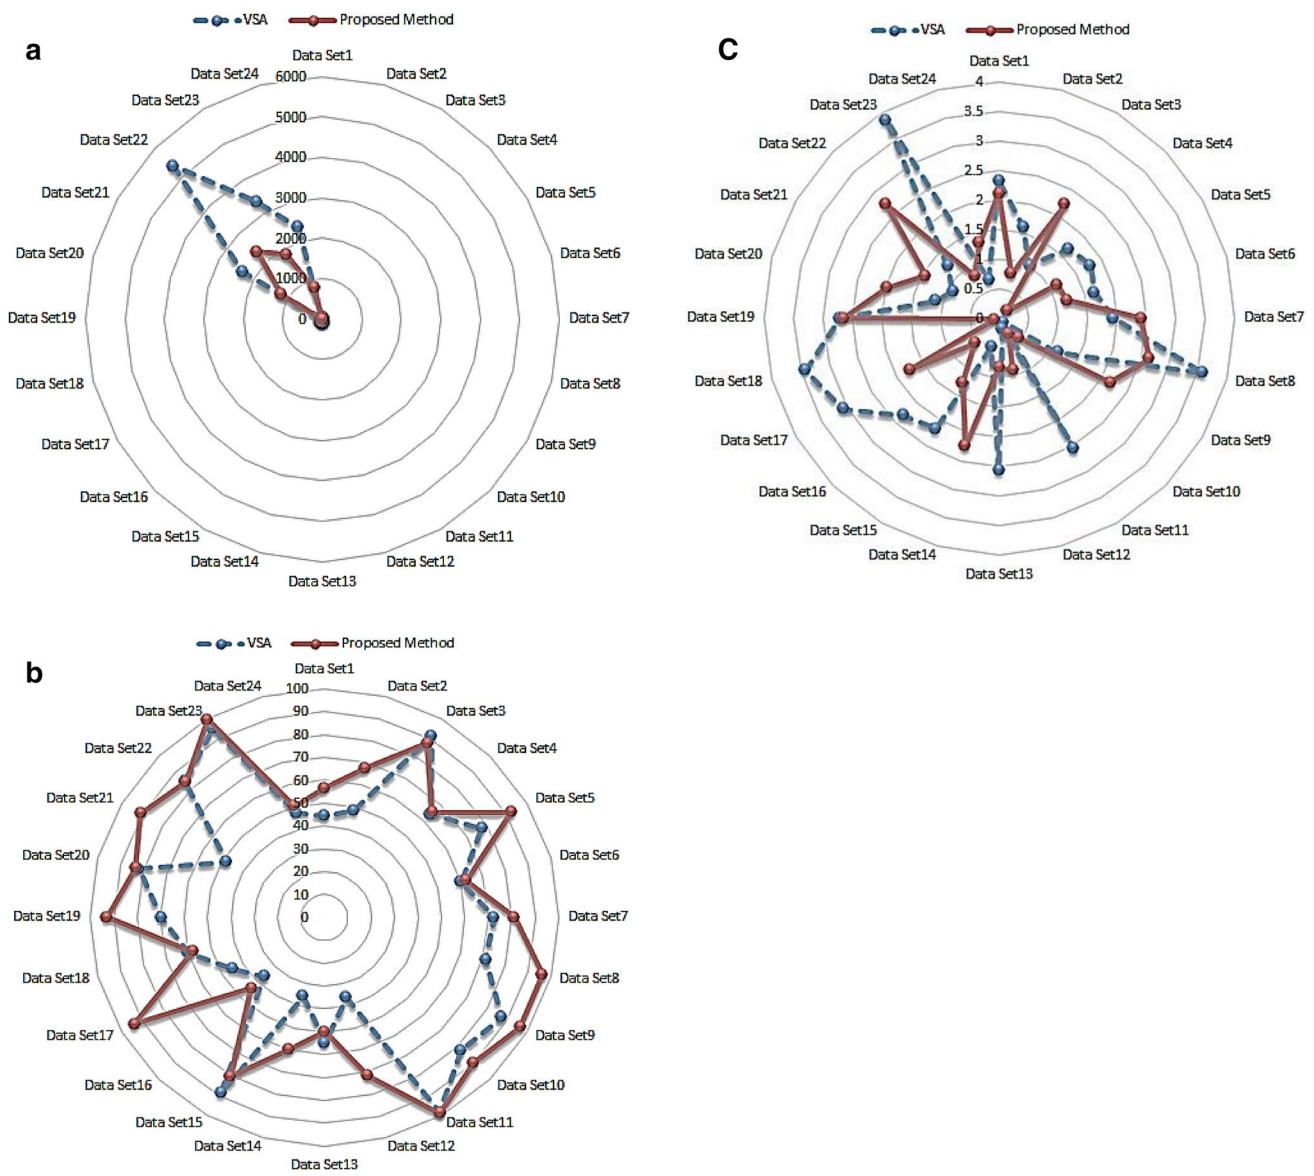 VSA Proposed Method
a
Data Set1
Data Set2
Data Set3
Data Set4
Data Set5
Data Set6
Data Set7
Data Set8
Data Set9
Data Set10
Data Set11
Data Set12
Data Set13
Data Set14
Data Set15
Data Set16
Data Set17
Data Set18
Data Set19
Data Set20
Data Set21
Data Set22
Data Set23
Data Set24
6000
5000
4000
3000
2000
1000
0
VSA Proposed Method
C
Data Set1
Data Set2
Data Set3
Data Set4
Data Set5
Data Set6
Data Set7
Data Set8
Data Set9
Data Set10
Data Set11
Data Set12
Data Set13
Data Set14
Data Set15
Data Set16
Data Set17
Data Set18
Data Set19
Data Set20
Data Set21
Data Set22
Data Set23
Data Set24
4
3.5
3
2.5
2
1.5
1
0.5
0
VSA Proposed Method
b
Data Set1
Data Set2
Data Set3
Data Set4
Data Set5
Data Set6
Data Set7
Data Set8
Data Set9
Data Set10
Data Set11
Data Set12
Data Set13
Data Set14
Data Set15
Data Set16
Data Set17
Data Set18
Data Set19
Data Set20
Data Set21
Data Set22
Data Set23
Data Set24
100
90
80
70
60
50
40
30
20
10
0